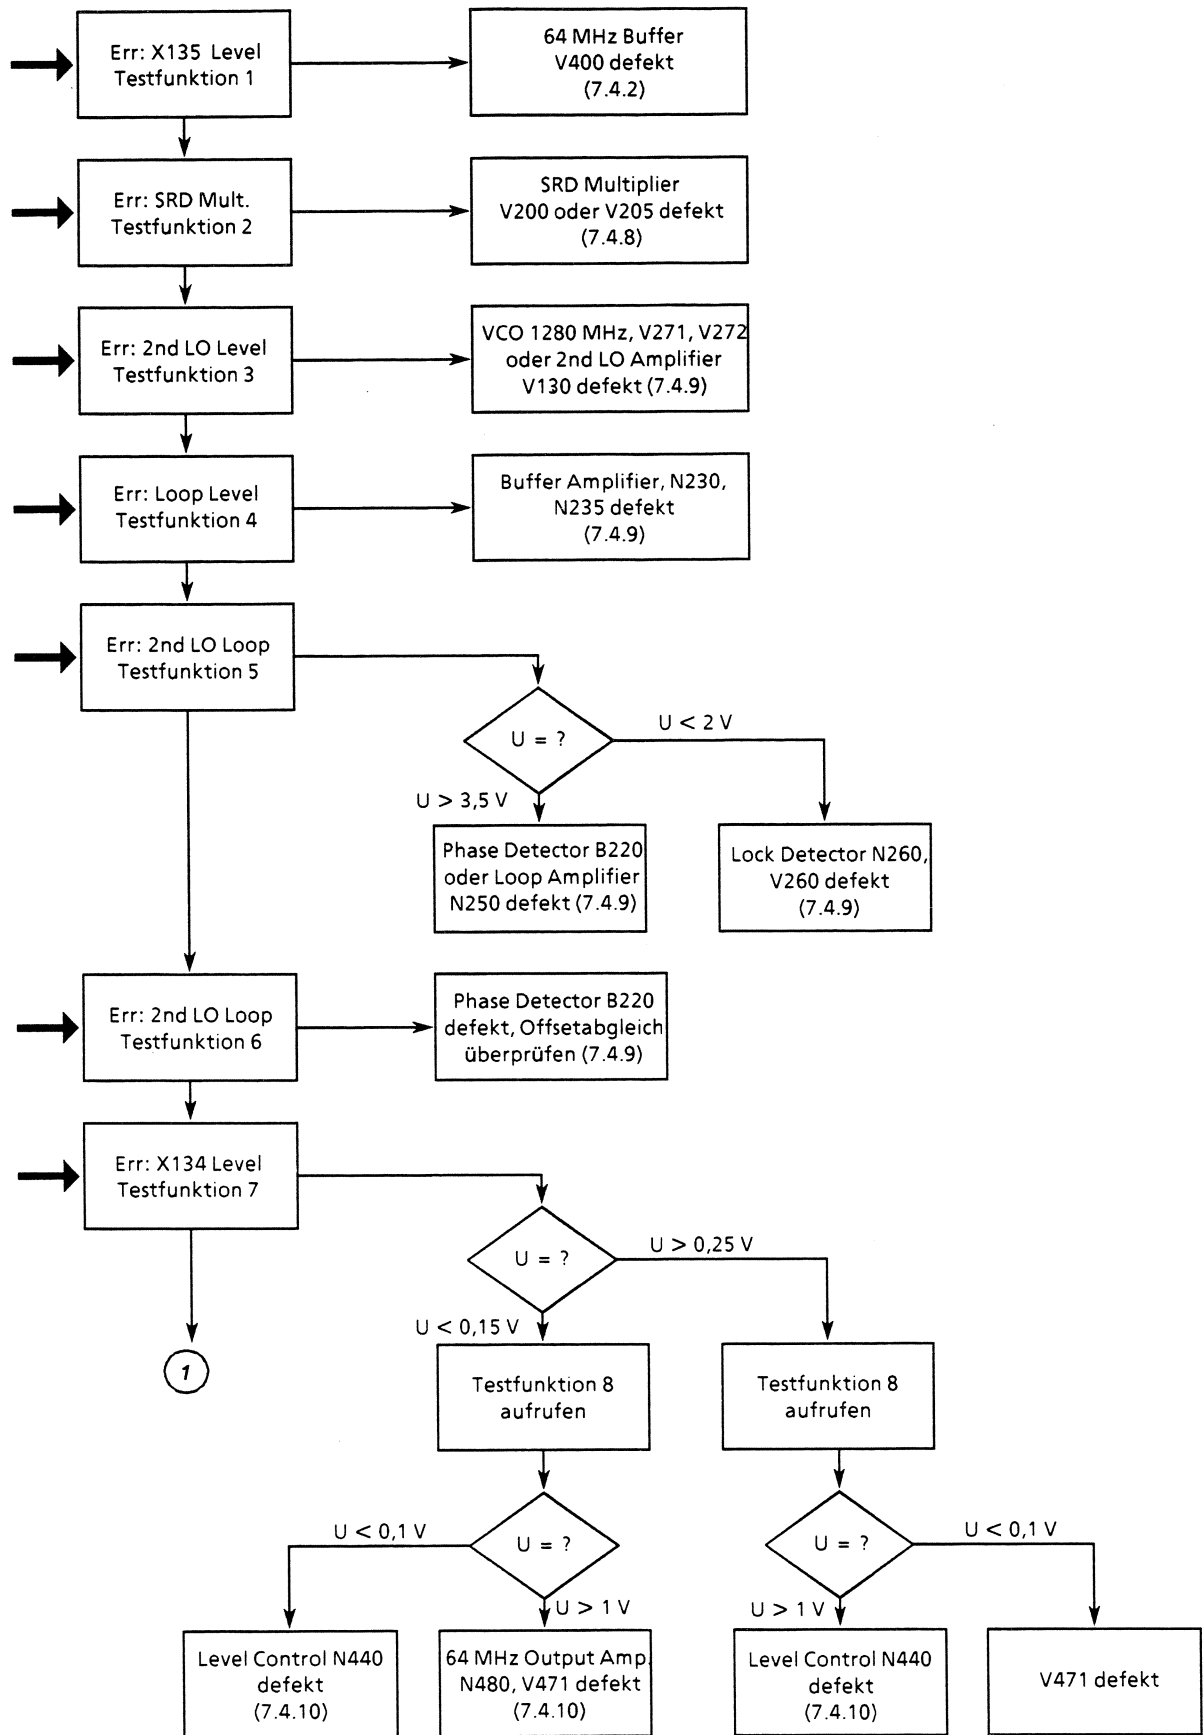 Err: X135 Level
Testfunktion 1
64 MHz Buffer
V400 defekt
(7.4.2)
Err: SRD Mult.
Testfunktion 2
SRD Multiplier
V200 oder V205 defekt
(7.4.8)
Err: 2nd LO Level
Testfunktion 3
VCO 1280 MHz, V271, V272
oder 2nd LO Amplifier
V130 defekt (7.4.9)
Err: Loop Level
Testfunktion 4
Buffer Amplifier, N230,
N235 defekt
(7.4.9)
Err: 2nd LO Loop
Testfunktion 5
U = ?
U < 2 V
U > 3,5 V
Phase Detector B220
oder Loop Amplifier
N250 defekt (7.4.9)
Lock Detector N260,
V260 defekt
(7.4.9)
Err: 2nd LO Loop
Testfunktion 6
Phase Detector B220
defekt, Offsetabgleich
überprüfen (7.4.9)
Err: X134 Level
Testfunktion 7
U = ?
U > 0,25 V
U < 0,15 V
1
Testfunktion 8
aufrufen
Testfunktion 8
aufrufen
U < 0,1 V
U = ?
U > 1 V
U = ?
U < 0,1 V
U > 1 V
Level Control N440
defekt
(7.4.10)
64 MHz Output Amp.
N480, V471 defekt
(7.4.10)
Level Control N440
defekt
(7.4.10)
V471 defekt